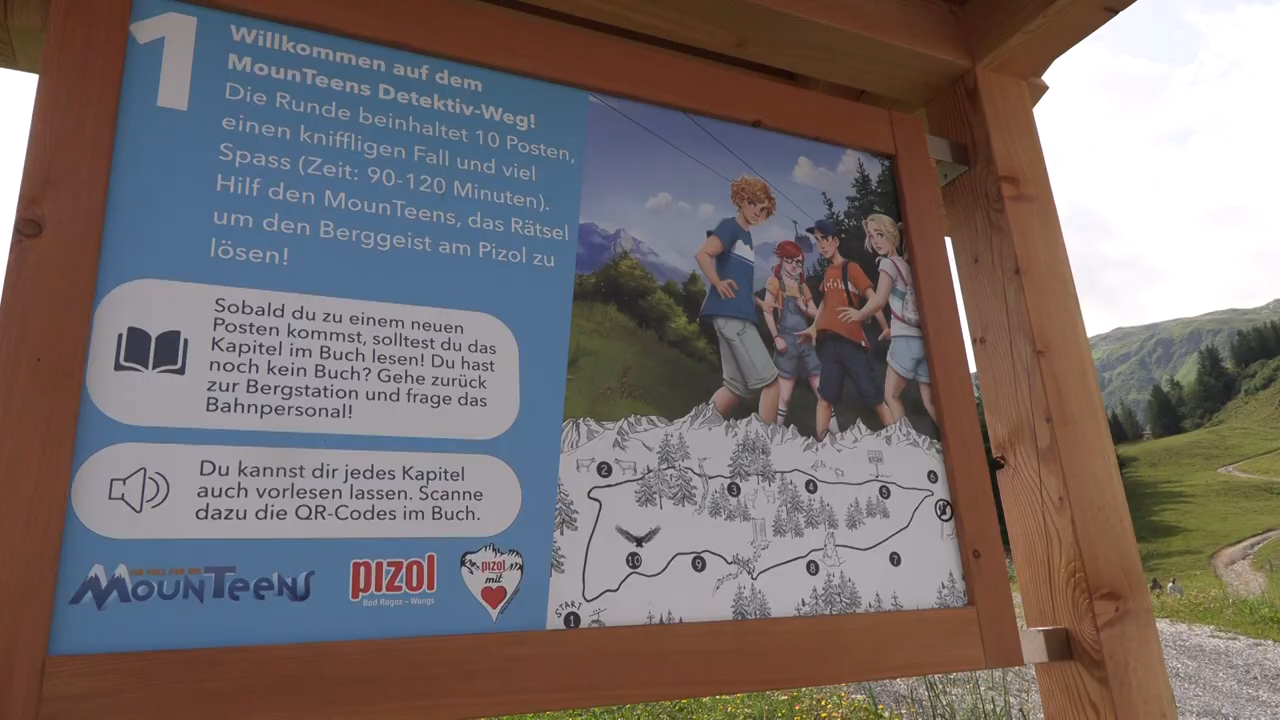 1
Willkommen auf dem
MounTeens Detektiv-Weg!
Die Runde beinhaltet 10 Posten,
einen kniffligen Fall und viel
Spass (Zeit: 90-120 Minuten).
Hilf den MounTeens, das Rätsel
um den Berggeist am Pizol zu
lösen!
Sobald du zu einem neuen
Posten kommst, solltest du das
Kapitel im Buch lesen! Du hast
noch kein Buch? Gehe zurück
zur Bergstation und frage das
Bahnpersonal!
Du kannst dir jedes Kapitel
auch vorlesen lassen. Scanne
dazu die QR-Codes im Buch.
EIN FALL FÜR DIE
MOUNTEENS
pizol
Bad Ragaz – Wangs
pizol
mit
2
3
4
5
6
7
8
9
10
START
1